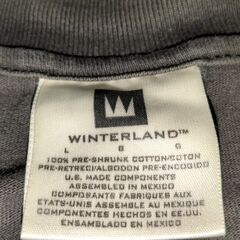 WINTERLAND™
L G G
100% PRE-SHRUNK COTTON/COTON
PRE-RETRECI/ALGODON PRE-ENCOGIDO
U.S. MADE COMPONENTS
ASSEMBLED IN MEXICO
COMPOSANTS FABRIQUES AUX
ETATS-UNIS ASSEMBLE AU MEXIQUE
COMPONENTES HECHOS EN EE.UU.
ENSAMBLADOS EN MEXICO